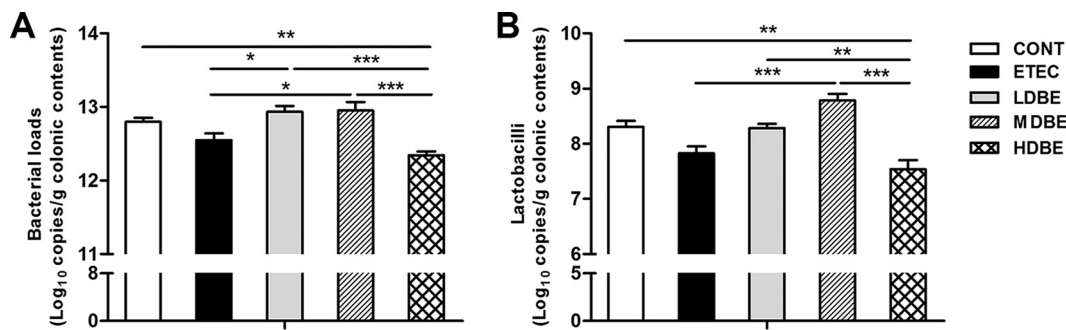 A
Bacterial loads
(Log10 copies/g colonic contents)
14
13
12
11
8
0
**
* ***
* ***
B
Lactobacilli
(Log10 copies/g colonic contents)
10
9
8
7
6
5
0
**
**
*** ***
CONT
ETEC
LDBE
MDBE
HDBE